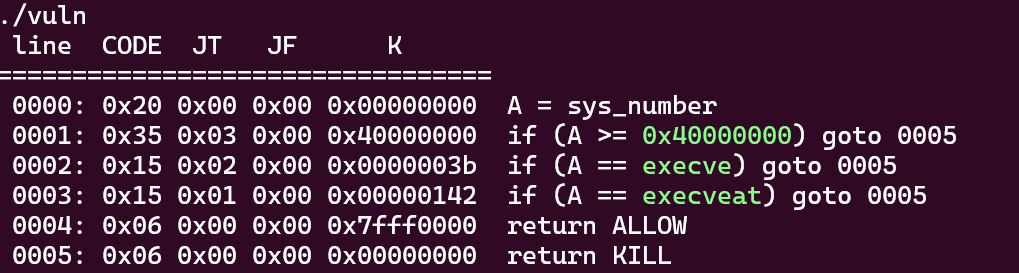 ./vuln
line CODE JT JF K
=================================
0000: 0x20 0x00 0x00 0x00000000 A = sys_number
0001: 0x35 0x03 0x00 0x40000000 if (A >= 0x40000000) goto 0005
0002: 0x15 0x02 0x00 0x0000003b if (A == execve) goto 0005
0003: 0x15 0x01 0x00 0x00000142 if (A == execveat) goto 0005
0004: 0x06 0x00 0x00 0x7fff0000 return ALLOW
0005: 0x06 0x00 0x00 0x00000000 return KILL